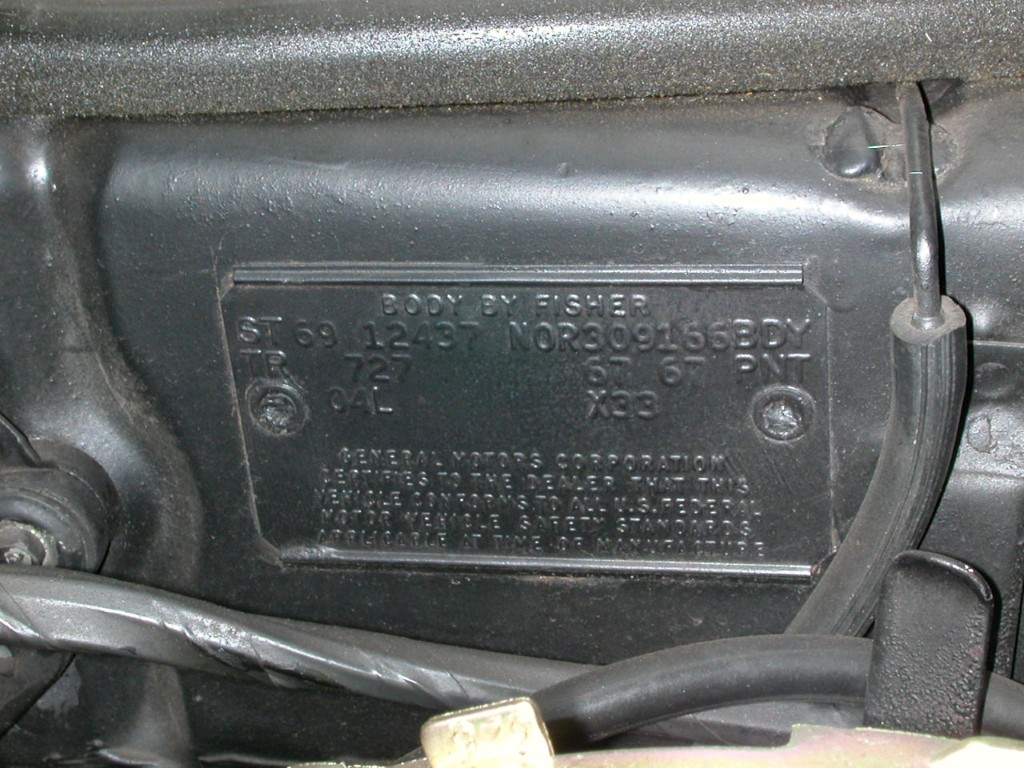 BODY BY FISHER
ST 69 12437 NOR309166BDY
TR 727 67 67 PNT
04L X33
GENERAL MOTORS CORPORATION
CERTIFIES TO THE DEALER THAT THIS
VEHICLE CONFORMS TO ALL U.S. FEDERAL
MOTOR VEHICLE SAFETY STANDARDS
APPLICABLE AT TIME OF MANUFACTURE